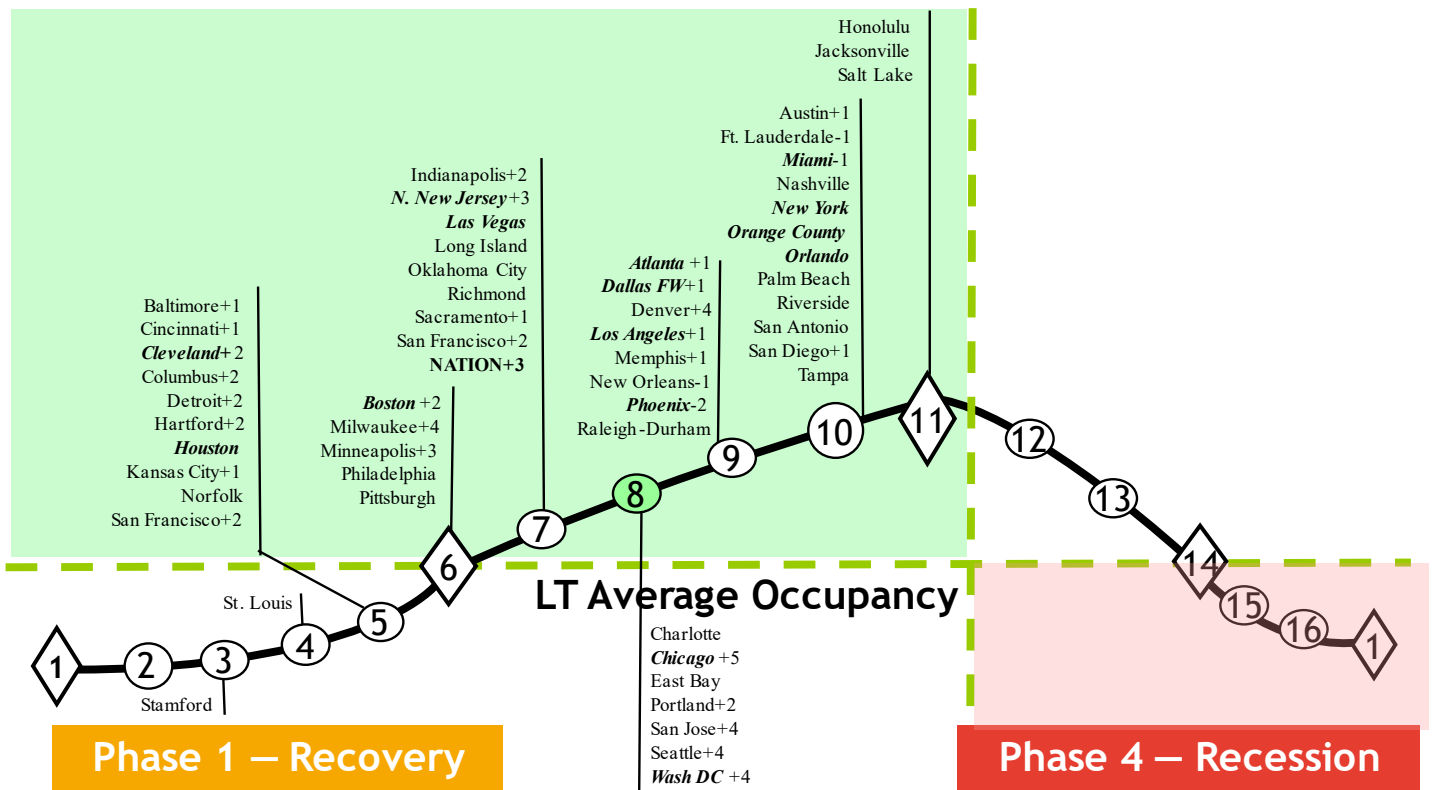 Honolulu
Jacksonville
Salt Lake
Austin+1
Ft. Lauderdale-1
Miami-1
Nashville
New York
Orange County
Orlando
Palm Beach
Riverside
San Antonio
San Diego+1
Tampa
Indianapolis+2
N. New Jersey+3
Las Vegas
Long Island
Oklahoma City
Richmond
Sacramento+1
San Francisco+2
NATION+3
Atlanta +1
Dallas FW+1
Denver+4
Los Angeles+1
Memphis+1
New Orleans-1
Phoenix-2
Raleigh-Durham
Baltimore+1
Cincinnati+1
Cleveland+2
Columbus+2
Detroit+2
Hartford+2
Houston
Kansas City+1
Norfolk
San Francisco+2
Boston +2
Milwaukee+4
Minneapolis+3
Philadelphia
Pittsburgh
1
2
3
4
5
6
7
8
9
10
11
12
13
14
15
16
1
LT Average Occupancy
St. Louis
Stamford
Charlotte
Chicago +5
East Bay
Portland+2
San Jose+4
Seattle+4
Wash DC +4
Phase 1 — Recovery
Phase 4 — Recession